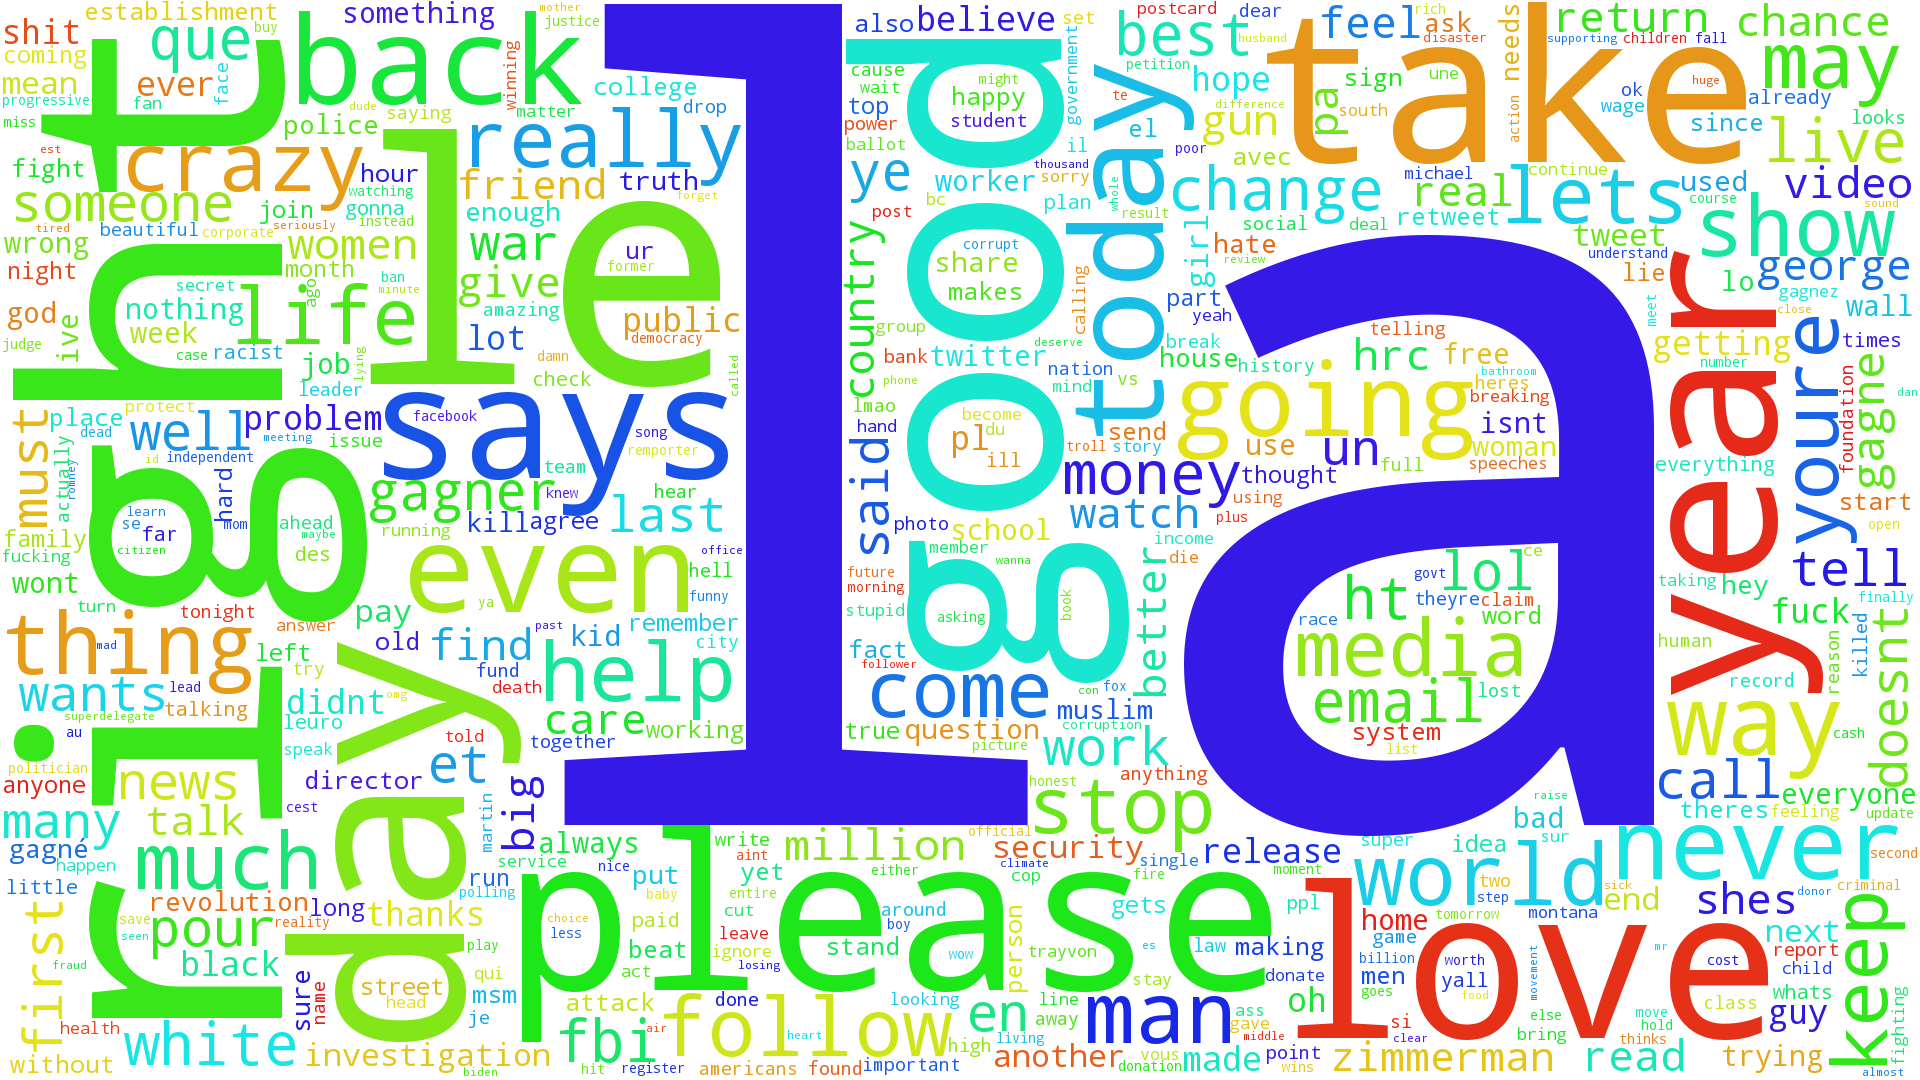 shit establishment something also believe postcard dear set feel rich ask return chance
coming que buy back mother justice best husband disaster needs supporting children fall may
mean ever face winning college cause wait top might happy petition hope take sign une ok wage already
progressive fan dude saying matter drop power student government te difference gun pa south action huge since looks
miss police really ballot ye il el avec poor live
fight est crazy hour friend truth thousand sorry michael continue
someone watching gonna forget worker plan whole change real lets used course video
tired beautiful corporate join seriously instead enough post bc result girl social deal retweet sound
wrong women war ur former corrupt share makes hate review tweet understand show
night month ago ban minute give country calling today lie lo george
god secret nothing life amazing public group part yeah meet gagnez close wall
judge ive week case racist lot democracy deserve break telling getting times
job lying damn check called bank twitter nation house history hrc free number
leader le phone mind vs bathroom heres breaking dan
must place protect well problem facebook says lmao become du send going isnt year youre foundation gagne
dead meeting issue song hand pl troll story use un woman
actually id romney independent team remporter said ill money thought full speeches everything
hard gagner knew hear using start
learn se far mom ahead maybe running kill agree last photo school watch plus open
family citizen des office member income ce tell
fucking right even hell good wanna die govt lol
wont turn tonight pay ya funny future morning stupid asking book better ht theyre claim taking hey finally
thing answer old find past kid remember race word fuck
mad left try fund city fact follower media human reason killed doesnt
wants lead didnt omg death help come con fox email lost record
superdelegate talking leuro care working muslim corruption way
au speak told together true question system cash
politician director et picture work list
anyone news cest big l honest anything a call
many talk day martin always million official stop raise theres feeling everyone update
gagné happen much service write aint either security single release super idea bad sur never second
little revolution long run polling nice put yet entire climate cop fire moment world two step sick end shes donor criminal
first save seen reality pour thanks choice less baby paid cut around boy please gets ppl home tomorrow montana next
black play beat leave stand person trayvon es law making game mr report
fraud sure street qui act ignore losing wow stay donate billion men worth yall movement cost child
name head msm attack done looking line ass oh goes love food class whats keep
health je fbi air follow en away man gave si else move hold guy
without white investigation hit heart high living another vous made middle point clear bring thinks trying fighting
biden register americans found important donation wins zimmerman read almost